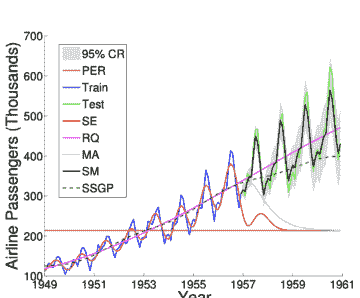 700
600
500
400
300
200
100
Airline Passengers (Thousands)
95% CR
PER
Train
Test
SE
RQ
MA
SM
SSGP
1949 1951 1953 1955 1957 1959 1961
Year